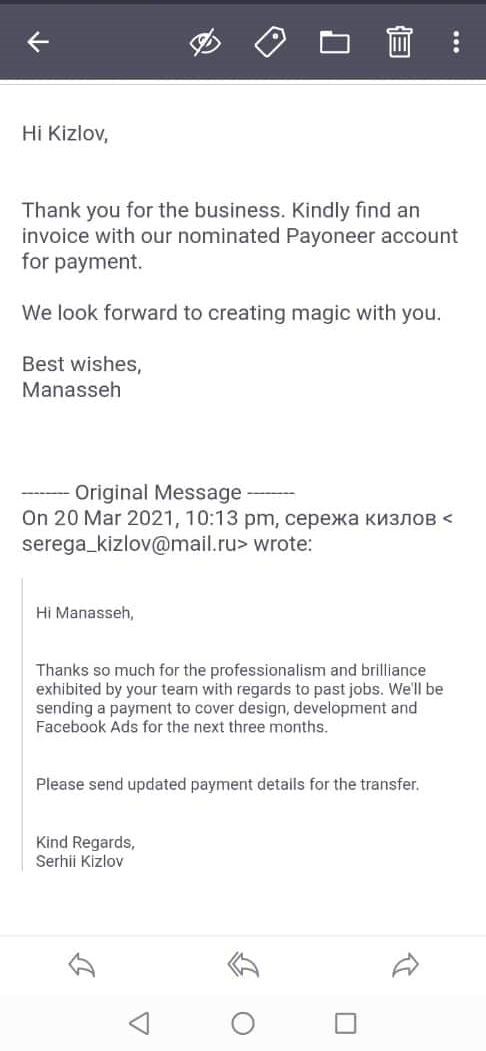 Hi Kizlov,
Thank you for the business. Kindly find an
invoice with our nominated Payoneer account
for payment.
We look forward to creating magic with you.
Best wishes,
Manasseh
-------- Original Message --------
On 20 Mar 2021, 10:13 pm, сережа кизлов <
serega_kizlov@mail.ru> wrote:
Hi Manasseh,
Thanks so much for the professionalism and brilliance
exhibited by your team with regards to past jobs. We'll be
sending a payment to cover design, development and
Facebook Ads for the next three months.
Please send updated payment details for the transfer.
Kind Regards,
Serhii Kizlov